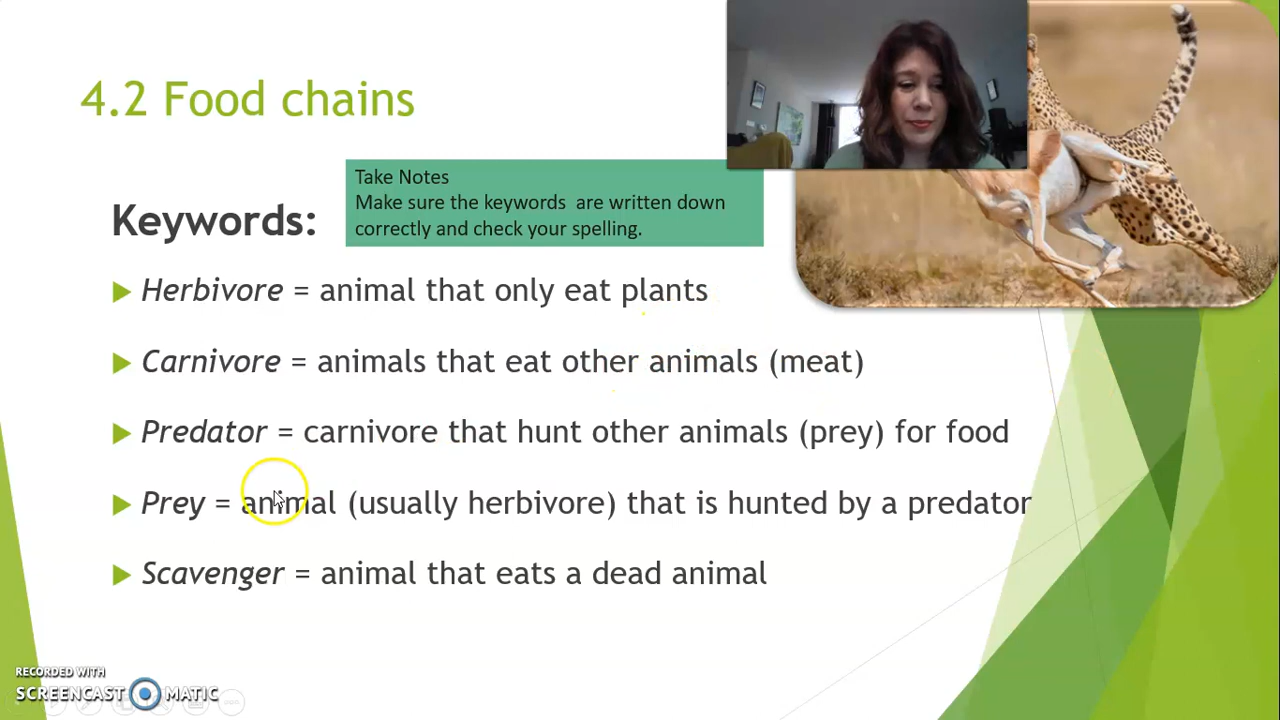 4.2 Food chains
Take Notes
Make sure the keywords are written down
correctly and check your spelling.
Keywords:
Herbivore = animal that only eat plants
Carnivore = animals that eat other animals (meat)
Predator = carnivore that hunt other animals (prey) for food
Prey = animal (usually herbivore) that is hunted by a predator
Scavenger = animal that eats a dead animal
RECORDED WITH
SCREENCAST MATIC